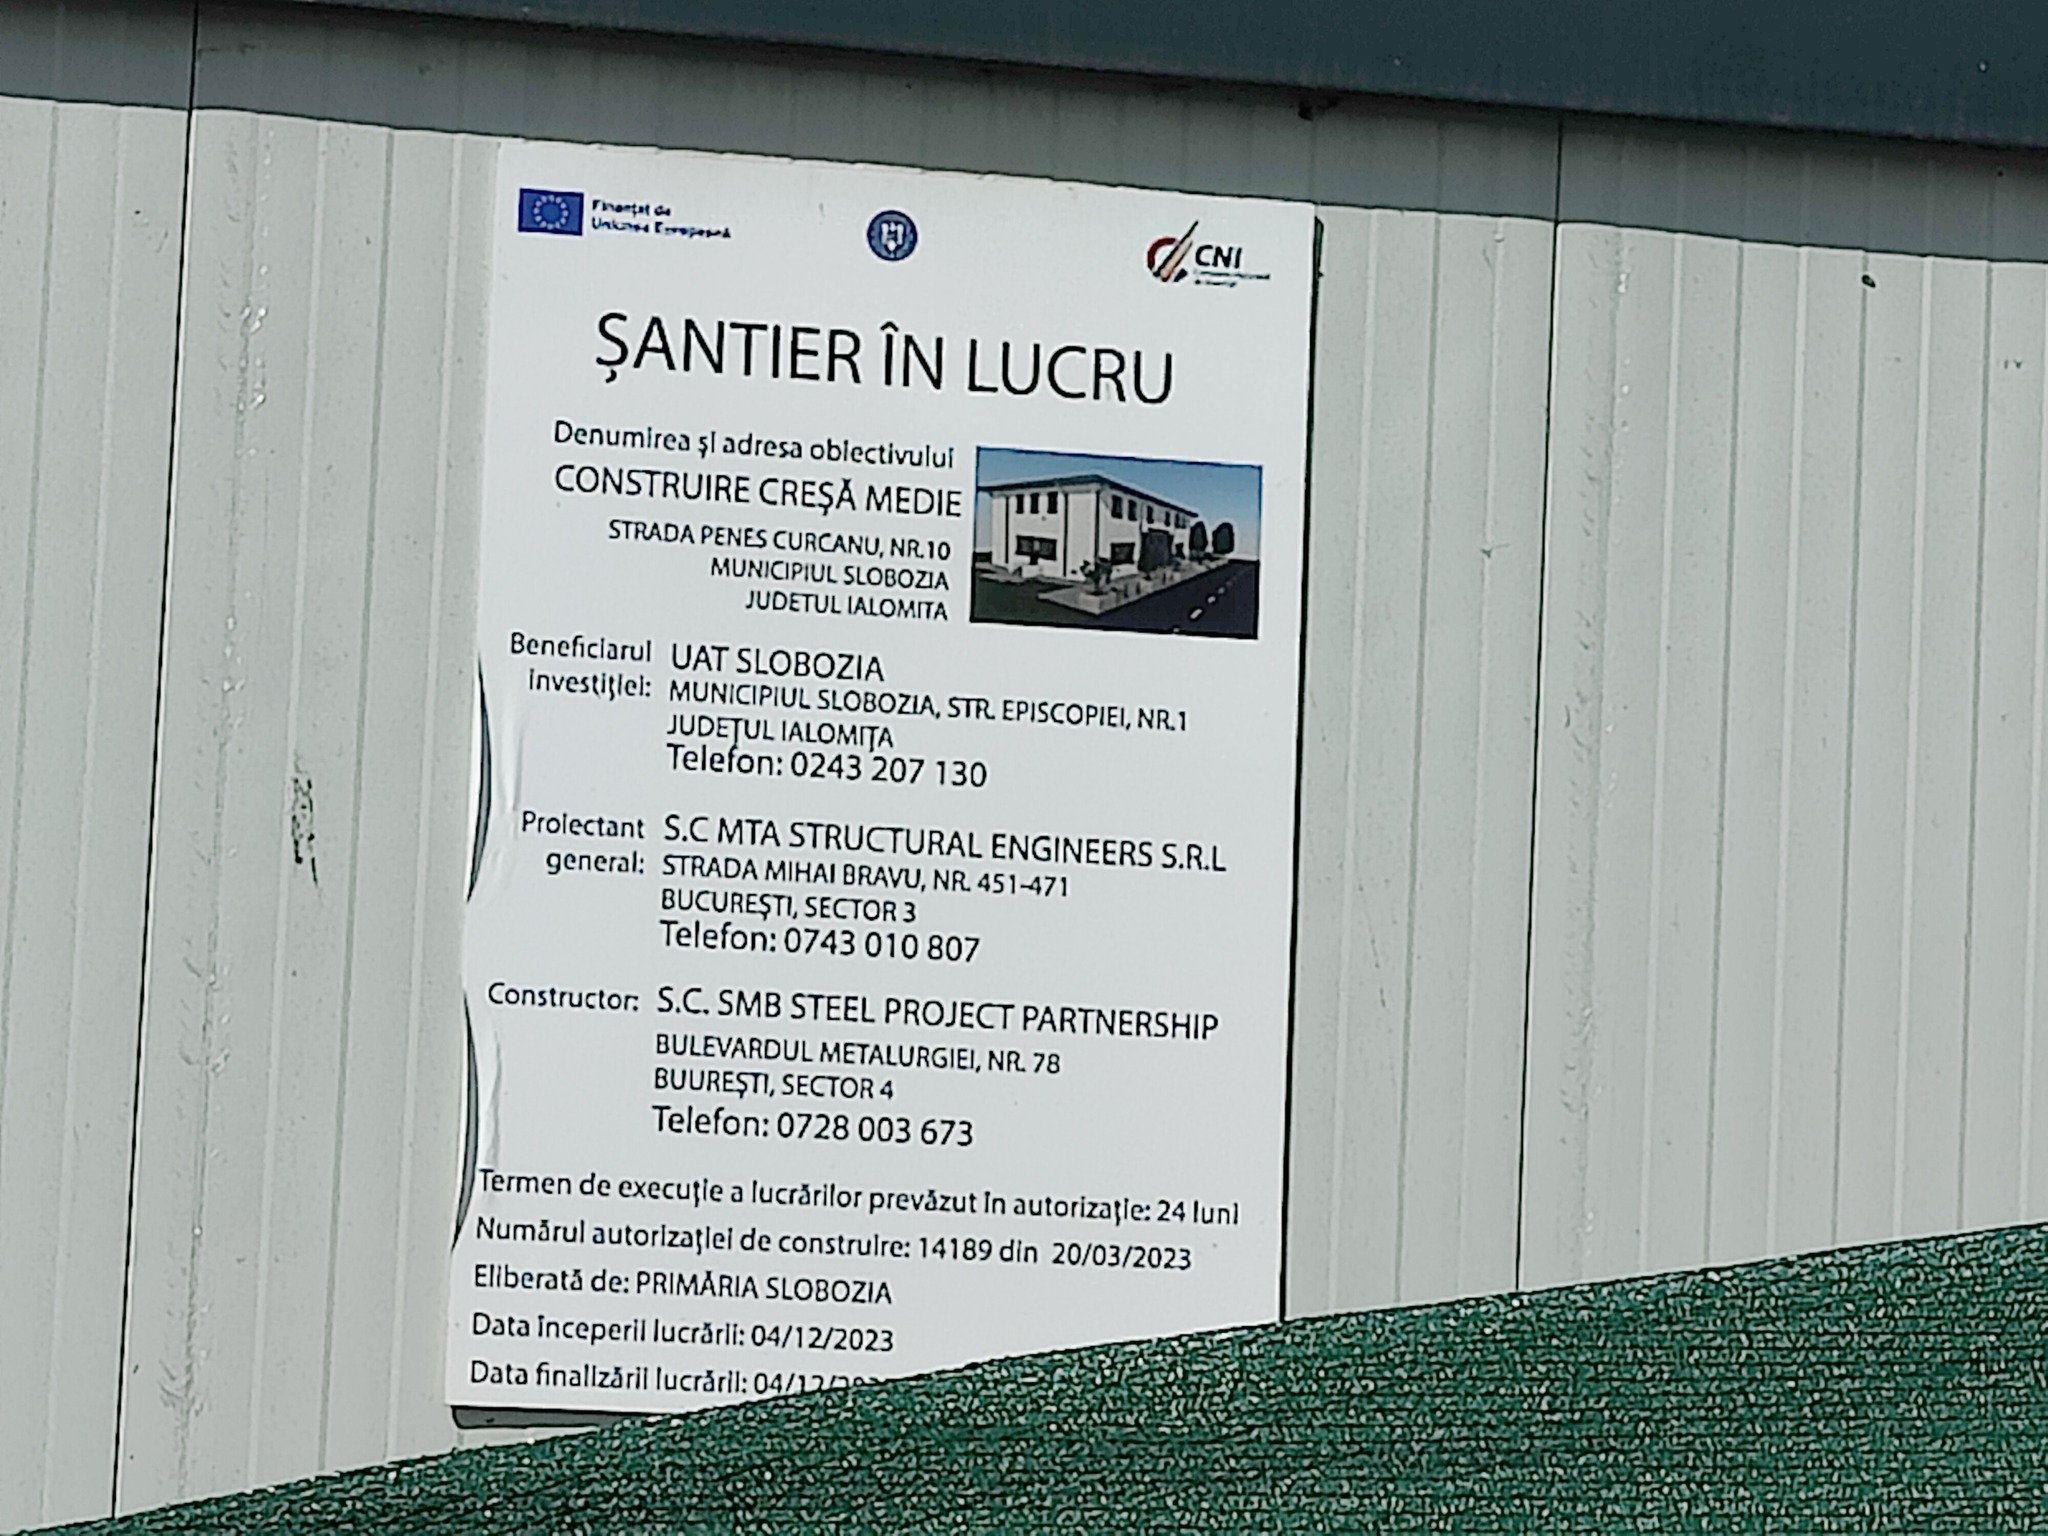 Finanțat de
Uniunea Europeană
CNI
ȘANTIER ÎN LUCRU
Denumirea și adresa obiectivului
CONSTRUIRE CREȘĂ MEDIE
STRADA PENES CURCANU, NR.10
MUNICIPIUL SLOBOZIA
JUDETUL IALOMITA
Beneficiarul investiției: UAT SLOBOZIA
MUNICIPIUL SLOBOZIA, STR. EPISCOPIEI, NR.1
JUDEȚUL IALOMIȚA
Telefon: 0243 207 130
Proiectant general: S.C MTA STRUCTURAL ENGINEERS S.R.L
STRADA MIHAI BRAVU, NR. 451-471
BUCUREȘTI, SECTOR 3
Telefon: 0743 010 807
Constructor: S.C. SMB STEEL PROJECT PARTNERSHIP
BULEVARDUL METALURGIEI, NR. 78
BUUREȘTI, SECTOR 4
Telefon: 0728 003 673
Termen de execuție a lucrărilor prevăzut în autorizație: 24 luni
Numărul autorizației de construire: 14189 din 20/03/2023
Eliberată de: PRIMĂRIA SLOBOZIA
Data începerii lucrării: 04/12/2023
Data finalizării lucrării: 04/12/